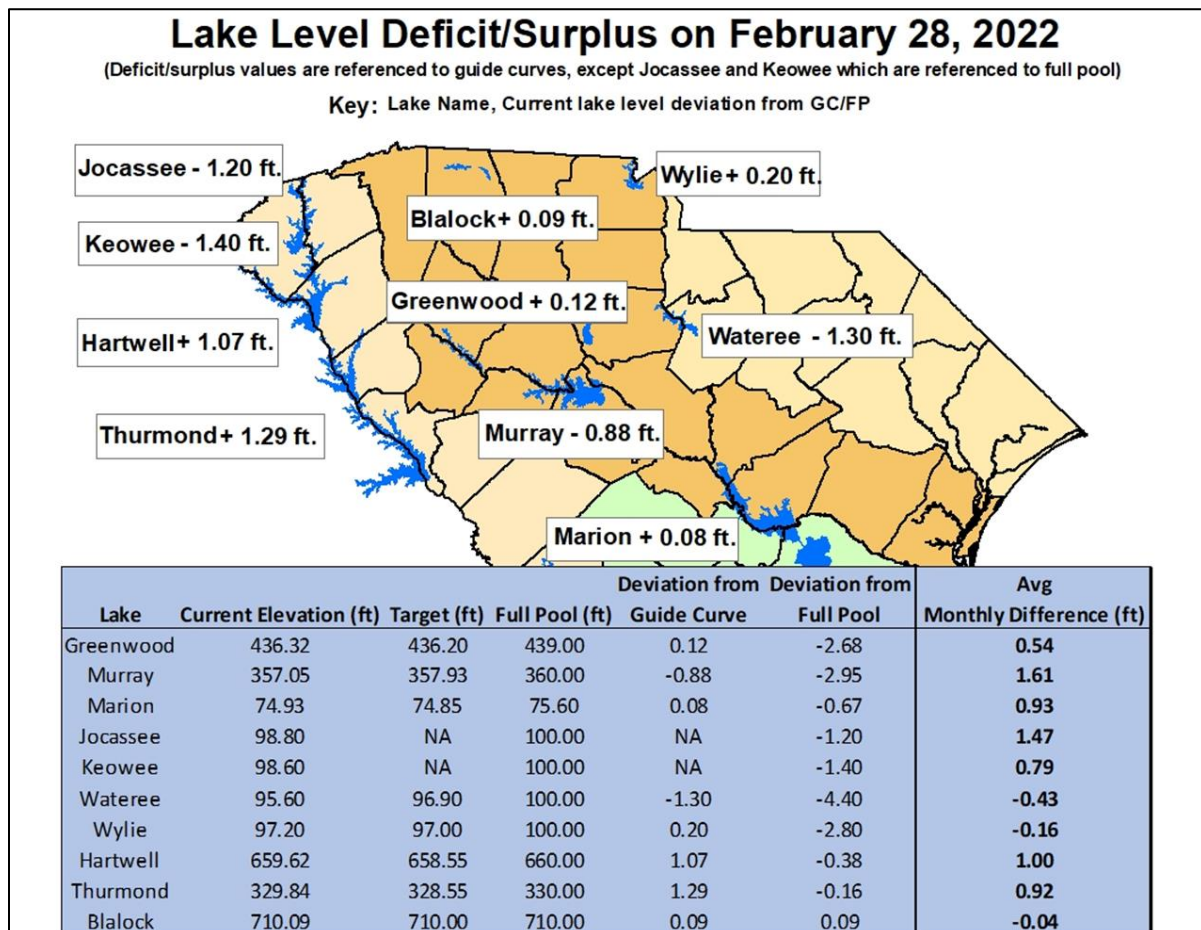 Lake Level Deficit/Surplus on February 28, 2022
(Deficit/surplus values are referenced to guide curves, except Jocassee and Keowee which are referenced to full pool)
Key: Lake Name, Current lake level deviation from GC/FP
Jocassee - 1.20 ft.
Wylie+ 0.20 ft.
Blalock+ 0.09 ft.
Keowee - 1.40 ft.
Greenwood + 0.12 ft.
Hartwell+ 1.07 ft.
Wateree - 1.30 ft.
Thurmond+ 1.29 ft.
Murray - 0.88 ft.
Marion + 0.08 ft.
Deviation from Deviation from Avg
Lake Current Elevation (ft) Target (ft) Full Pool (ft) Guide Curve Full Pool Monthly Difference (ft)
Greenwood 436.32 436.20 439.00 0.12 -2.68 0.54
Murray 357.05 357.93 360.00 -0.88 -2.95 1.61
Marion 74.93 74.85 75.60 0.08 -0.67 0.93
Jocassee 98.80 NA 100.00 NA -1.20 1.47
Keowee 98.60 NA 100.00 NA -1.40 0.79
Wateree 95.60 96.90 100.00 -1.30 -4.40 -0.43
Wylie 97.20 97.00 100.00 0.20 -2.80 -0.16
Hartwell 659.62 658.55 660.00 1.07 -0.38 1.00
Thurmond 329.84 328.55 330.00 1.29 -0.16 0.92
Blalock 710.09 710.00 710.00 0.09 0.09 -0.04